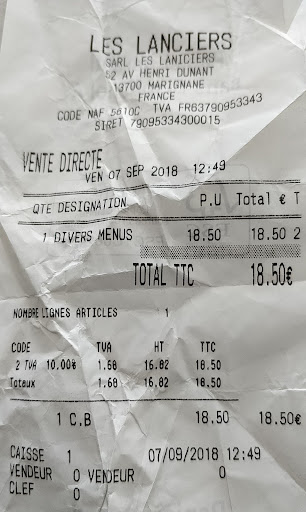 LES LANCIERS
SARL LES LANICIERS
52 AV HENRI DUNANT
13700 MARIGNANE
FRANCE
CODE NAF 5610C TVA FR63790953343
SIRET 79095334300015
VENTE DIRECTE
VEN 07 SEP 2018 12:49
QTE DESIGNATION P.U Total € T
1 DIVERS MENUS 18.50 18.50 2
TOTAL TTC 18.50€
NOMBRE LIGNES ARTICLES : 1
CODE TVA HT TTC
2 TVA 10.00% 1.68 16.82 18.50
Totaux 1.68 16.82 18.50
1 C.B 18.50 18.50€
CAISSE 1 07/09/2018 12:49
VENDEUR 0 VENDEUR 0
CLEF 0